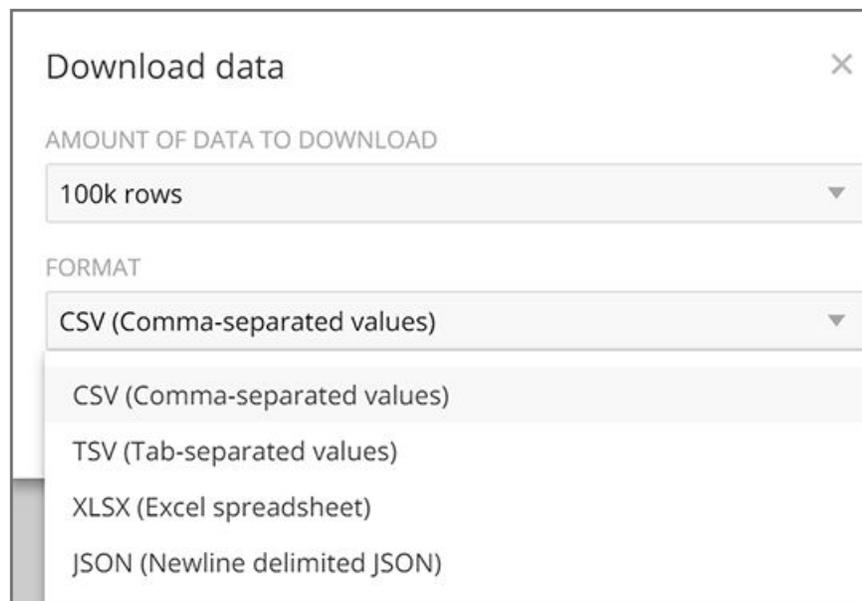 Download data
AMOUNT OF DATA TO DOWNLOAD
100k rows
FORMAT
CSV (Comma-separated values)
CSV (Comma-separated values)
TSV (Tab-separated values)
XLSX (Excel spreadsheet)
JSON (Newline delimited JSON)